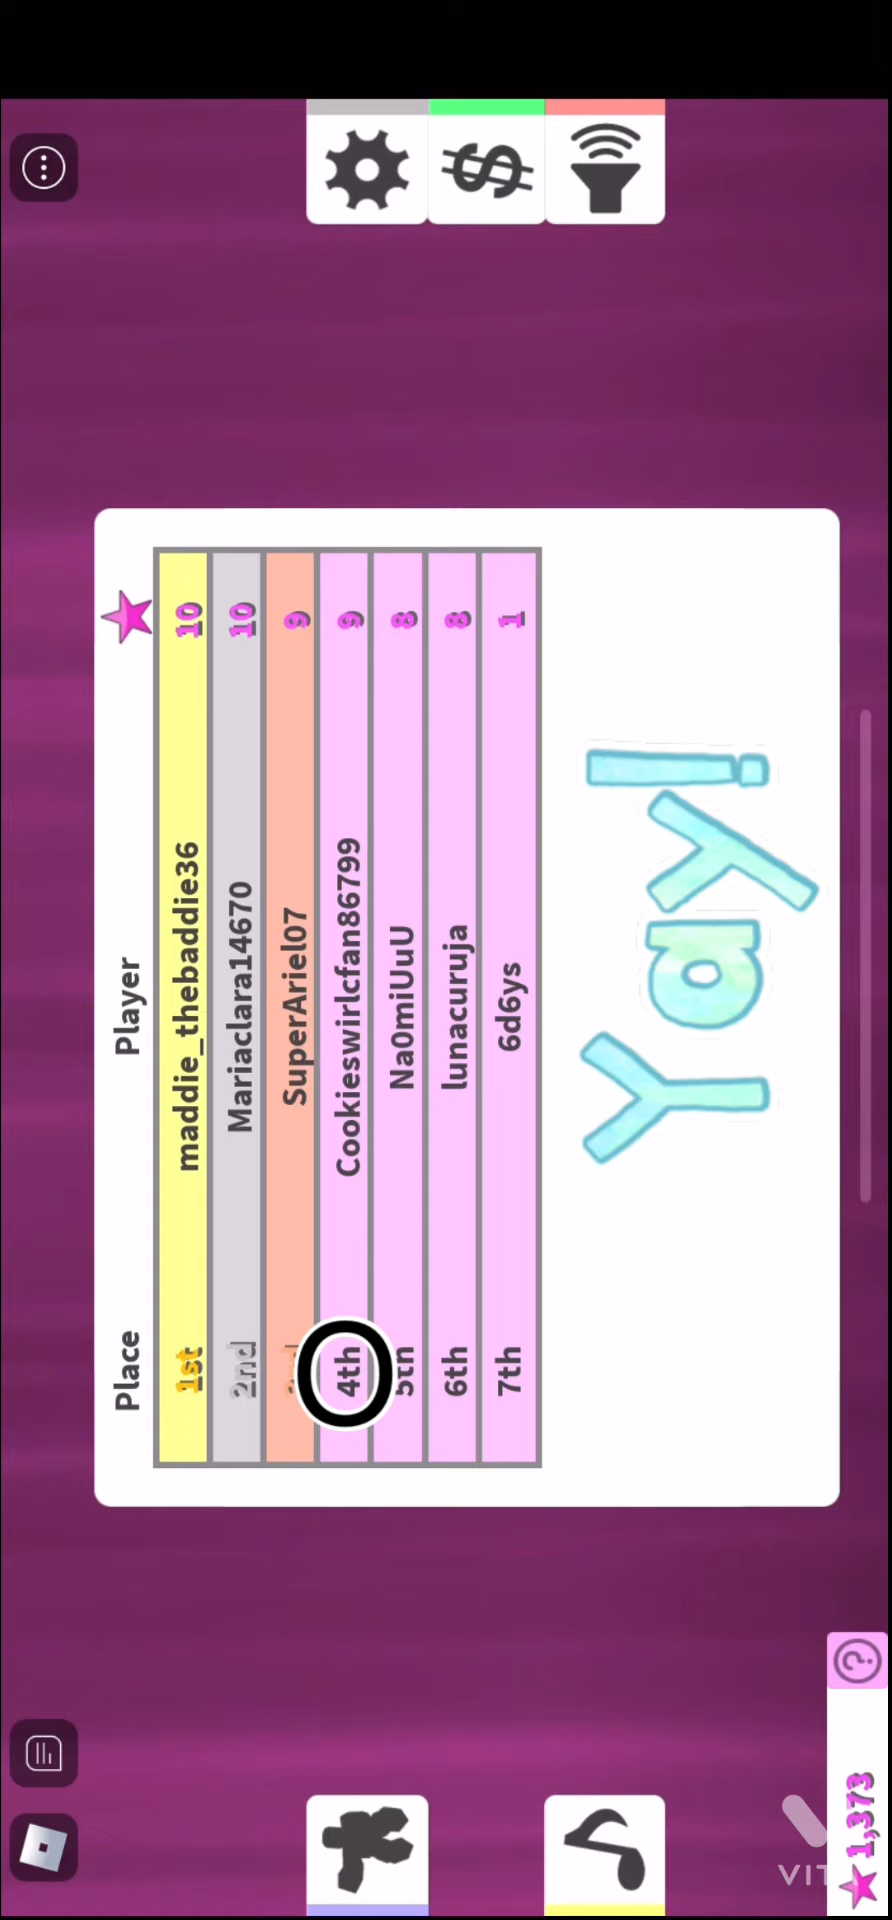 Place Player
1st maddie_thebaddie36 10
2nd Mariaclara14670 10
SuperAriel07 9
4th Cookieswirlcfan86799 9
5th Na0miUuU 8
6th lunacuruja 8
7th 6d6ys 1
Yay!
1,373
?
$